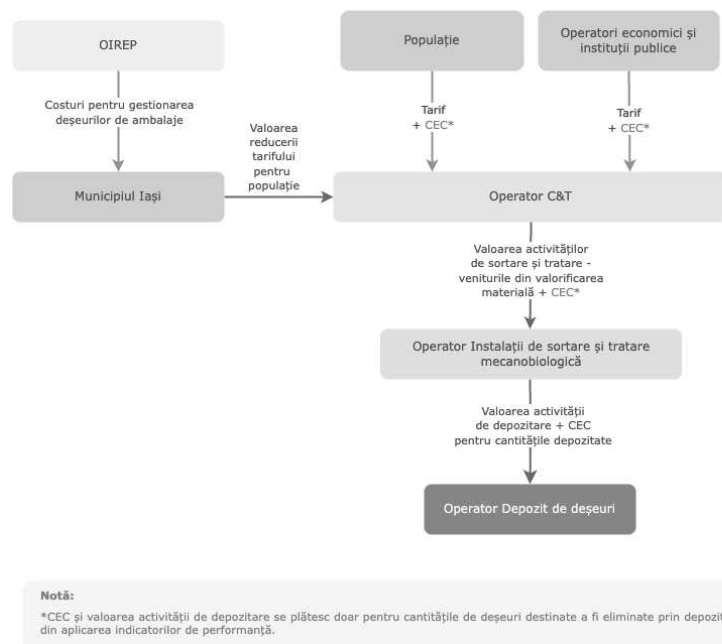 OIREP
Populație
Operatori economici și
instituții publice
Costuri pentru gestionarea
deșeurilor de ambalaje
Valoarea
reducerii
tarifului
pentru
populație
Tarif
+ CEC*
Tarif
+ CEC*
Municipiul Iași
Operator C&T
Valoarea activităților
de sortare și tratare -
veniturile din valorificarea
materială + CEC*
Operator Instalații de sortare și tratare
mecanobiologică
Valoarea activității
de depozitare + CEC
pentru cantitățile depozitate
Operator Depozit de deșeuri
Notă:
*CEC și valoarea activității de depozitare se plătesc doar pentru cantitățile de deșeuri destinate a fi eliminate prin depozit
din aplicarea indicatorilor de performanță.